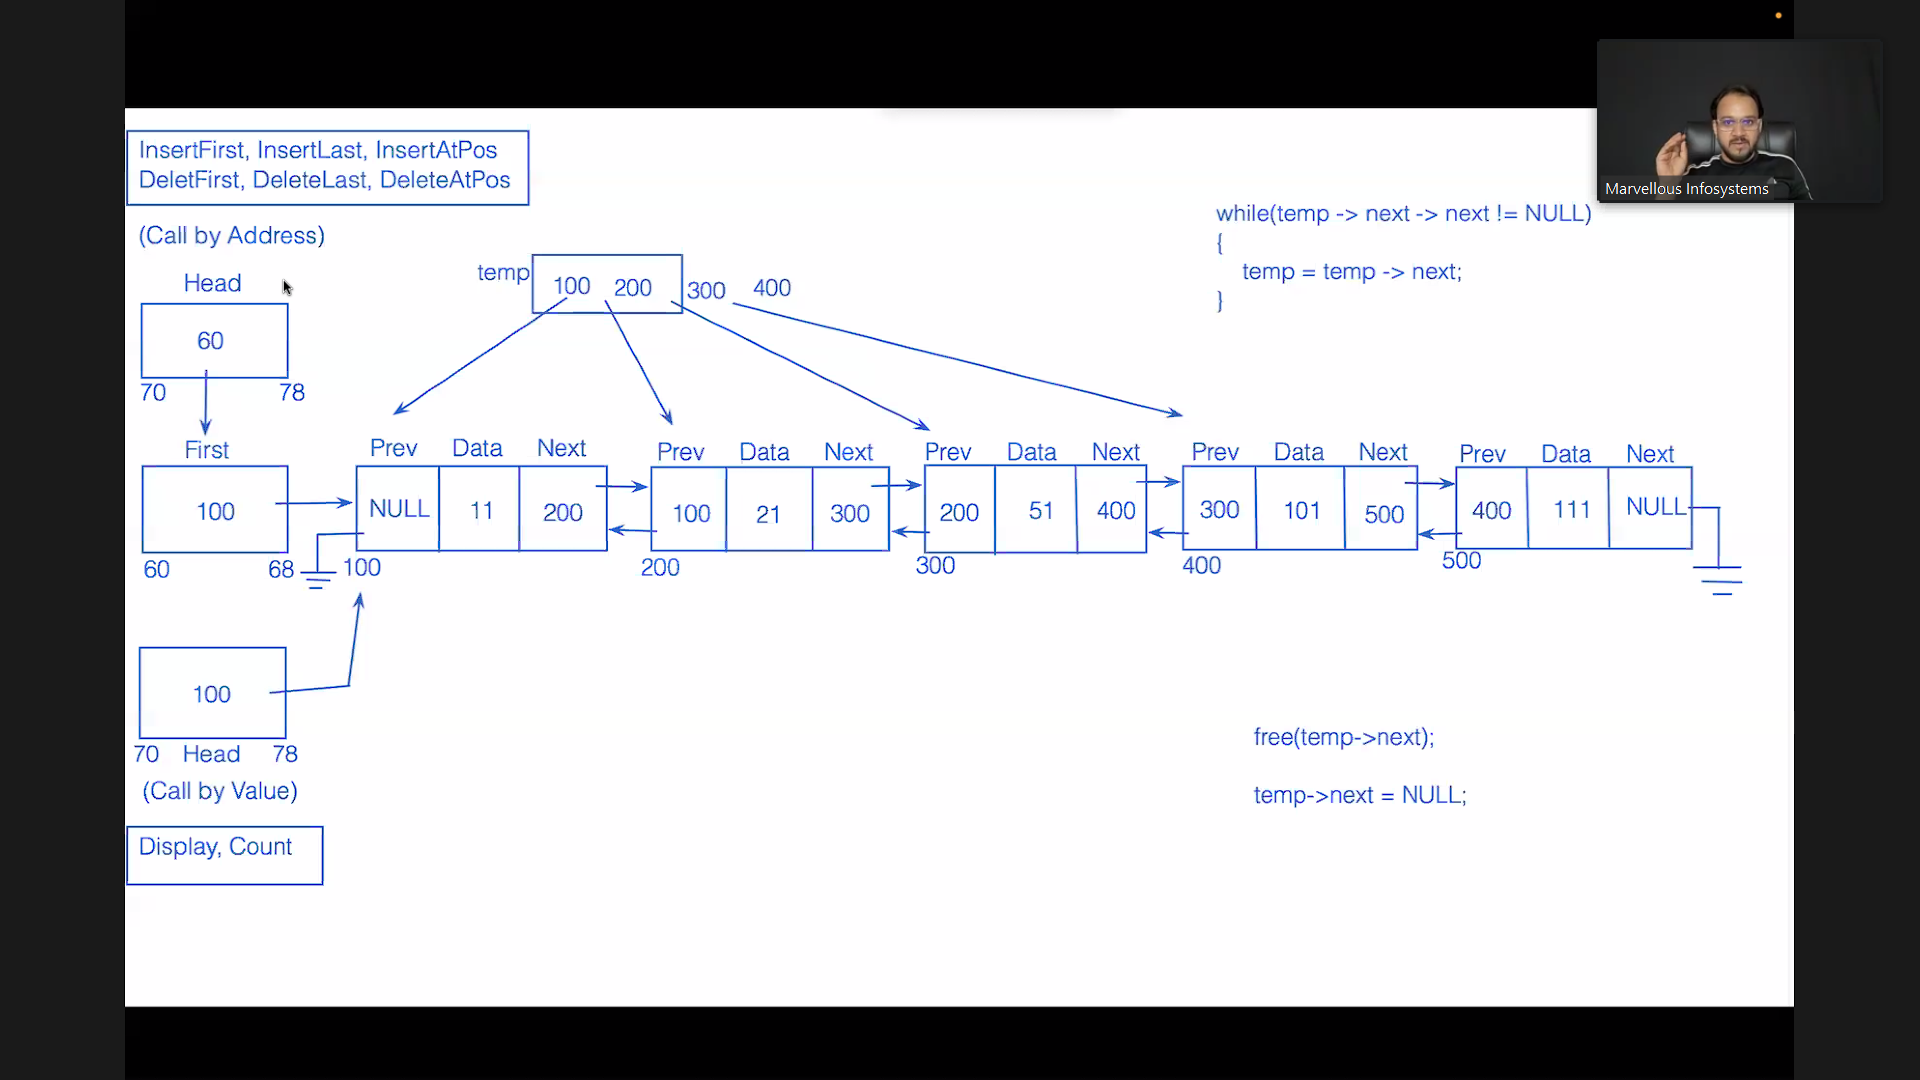 InsertFirst, InsertLast, InsertAtPos
DeletFirst, DeleteLast, DeleteAtPos
Marvellous Infosystems
(Call by Address)
while(temp -> next -> next != NULL)
{
temp = temp -> next;
}
Head
60
70 78
temp 100 200 300 400
First
100
60 68
Prev Data Next Prev Data Next Prev Data Next Prev Data Next Prev Data Next
NULL 11 200 100 21 300 200 51 400 300 101 500 400 111 NULL
100 200 300 400 500
100
70 Head 78
(Call by Value)
Display, Count
free(temp->next);
temp->next = NULL;